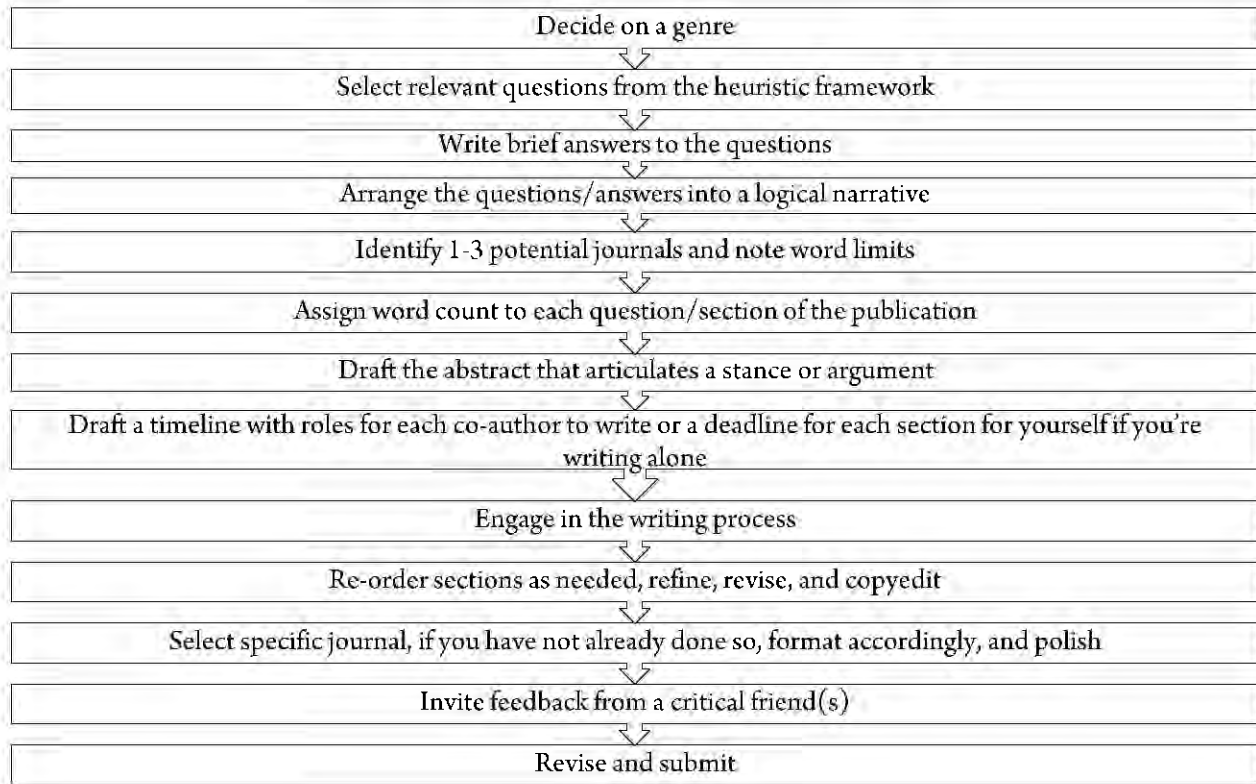 Decide on a genre
Select relevant questions from the heuristic framework
Write brief answers to the questions
Arrange the questions/answers into a logical narrative
Identify 1-3 potential journals and note word limits
Assign word count to each question/section of the publication
Draft the abstract that articulates a stance or argument
Draft a timeline with roles for each co-author to write or a deadline for each section for yourself if you're
writing alone
Engage in the writing process
Re-order sections as needed, refine, revise, and copyedit
Select specific journal, if you have not already done so, format accordingly, and polish
Invite feedback from a critical friend(s)
Revise and submit